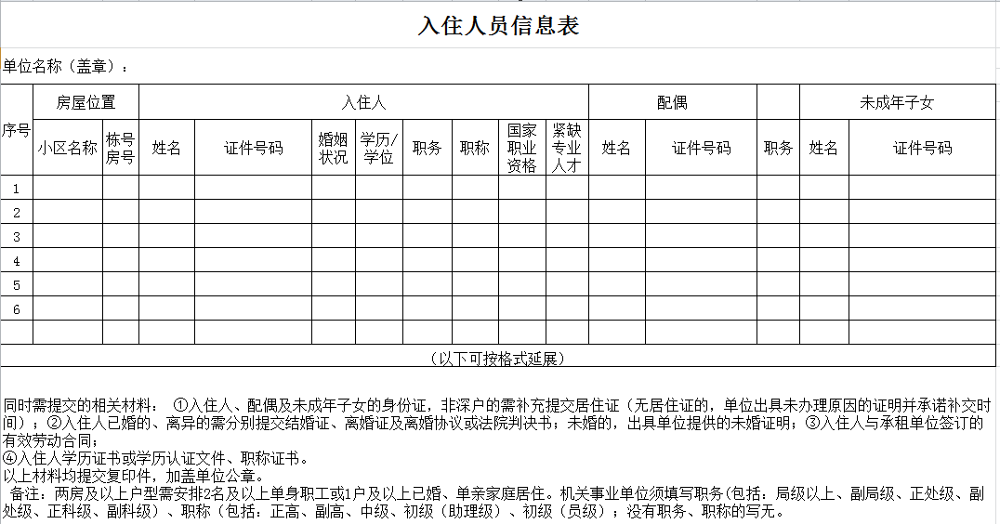 入住人员信息表
单位名称（盖章）：
序号 房屋位置 入住人 配偶 未成年子女
小区名称 栋号房号 姓名 证件号码 婚姻状况 学历/学位 职务 职称 国家职业资格 紧缺专业人才 姓名 证件号码 职务 姓名 证件号码
1
2
3
4
5
6
（以下可按格式延展）
同时需提交的相关材料： ①入住人、配偶及未成年子女的身份证，非深户的需补充提交居住证（无居住证的，单位出具未办理原因的证明并承诺补交时
间）；②入住人已婚的、离异的需分别提交结婚证、离婚证及离婚协议或法院判决书；未婚的，出具单位提供的未婚证明；③入住人与承租单位签订的
有效劳动合同；
④入住人学历证书或学历认证文件、职称证书。
以上材料均提交复印件，加盖单位公章。
备注：两房及以上户型需安排2名及以上单身职工或1户及以上已婚、单亲家庭居住。机关事业单位须填写职务(包括：局级以上、副局级、正处级、副
处级、正科级、副科级）、职称（包括：正高、副高、中级、初级（助理级）、初级（员级）；没有职务、职称的写无。